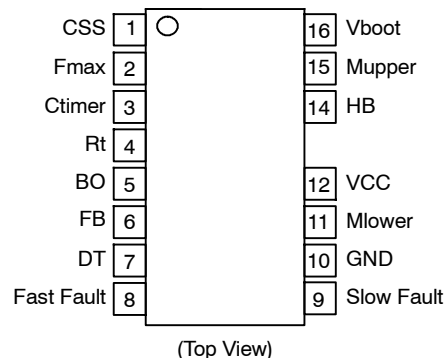 CSS 1 16 Vboot
Fmax 2 15 Mupper
Ctimer 3 14 HB
Rt 4
BO 5 12 VCC
FB 6 11 Mlower
DT 7 10 GND
Fast Fault 8 9 Slow Fault
(Top View)